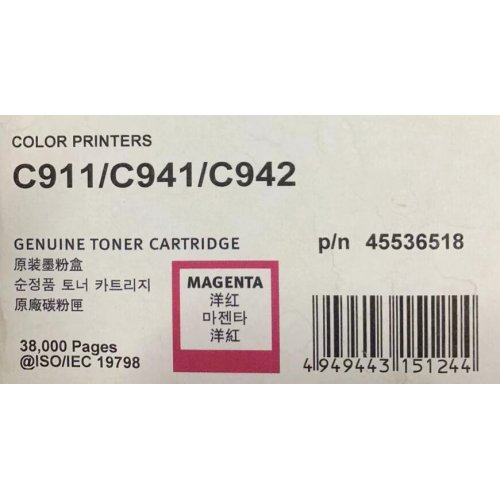 COLOR PRINTERS
C911/C941/C942
GENUINE TONER CARTRIDGE
p/n 45536518
原装墨粉盒
순정품 토너 카트리지
原廠碳粉匣
MAGENTA
洋红
마젠타
洋紅
38,000 Pages
@ISO/IEC 19798
4 949443 151244